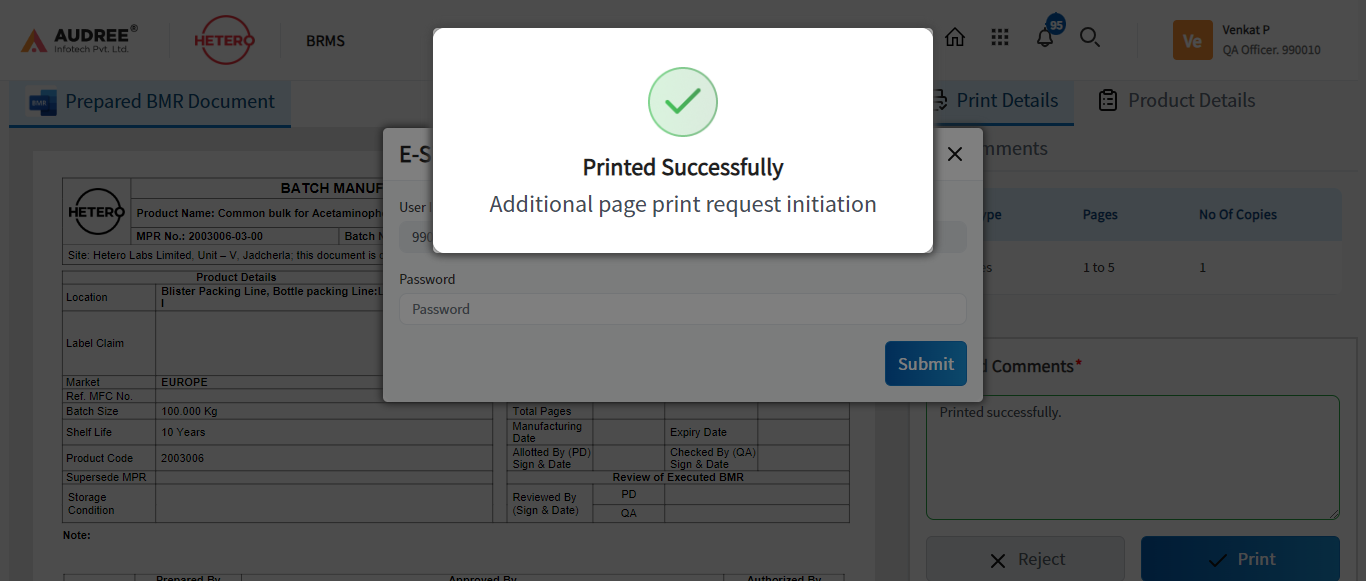 AUDREE®
Infotech Pvt. Ltd.
HETERO
BRMS
95
Ve
Venkat P
QA Officer. 990010
Prepared BMR Document
Print Details
Product Details
Printed Successfully
Additional page print request initiation
E-S
User
990
Password
Password
Submit
HETERO
BATCH MANUF
Product Name: Common bulk for Acetaminoph
MPR No.: 2003006-03-00
Batch
Site: Hetero Labs Limited, Unit – V, Jadcherla; this document is
Product Details
Location
Blister Packing Line, Bottle packing Line:L
I
Label Claim
Market
EUROPE
Ref. MFC No.
Batch Size
100.000 Kg
Shelf Life
10 Years
Product Code
2003006
Supersede MPR
Storage
Condition
Note:
Total Pages
Manufacturing
Date
Expiry Date
Allotted By (PD)
Sign & Date
Checked By (QA)
Sign & Date
Review of Executed BMR
Reviewed By
(Sign & Date)
PD
QA
Prepared By
Approved By
Authorized By
mments
ype
Pages
No Of Copies
es
1 to 5
1
d Comments*
Printed successfully.
Reject
Print